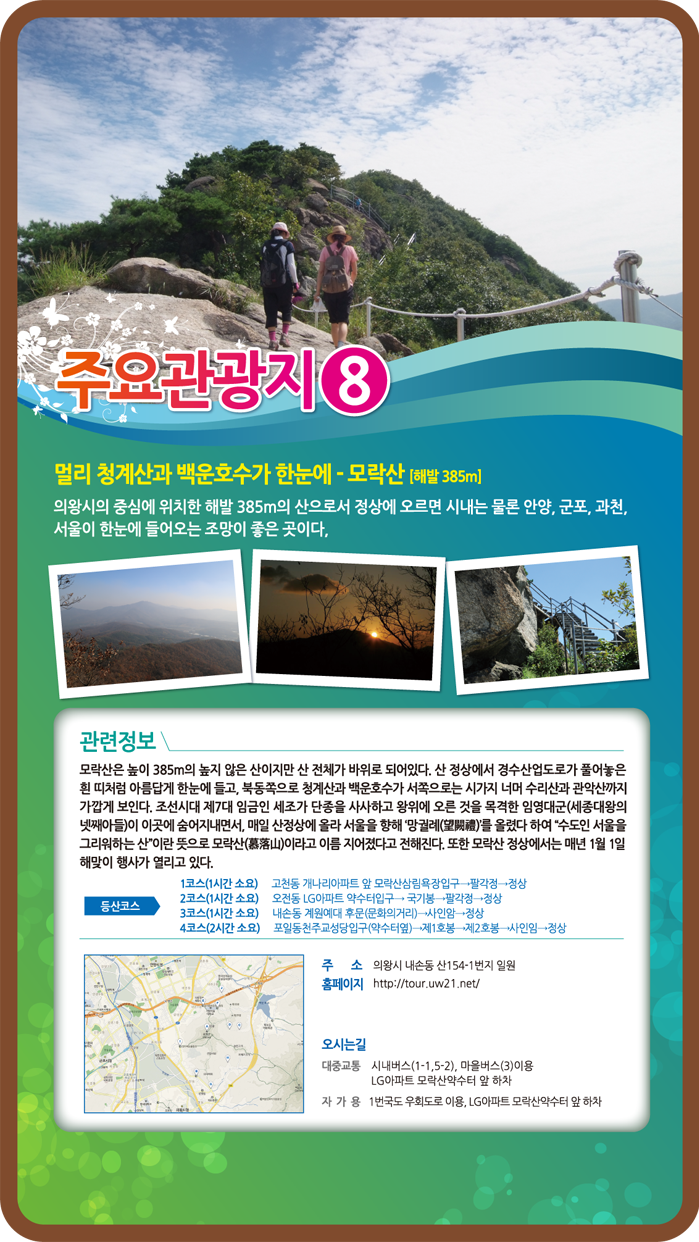 주요관광지 8
멀리 청계산과 백운호수가 한눈에 - 모락산 [해발 385m]
의왕시의 중심에 위치한 해발 385m의 산으로서 정상에 오르면 시내는 물론 안양, 군포, 과천,
서울이 한눈에 들어오는 조망이 좋은 곳이다,
관련정보
모락산은 높이 385m의 높지 않은 산이지만 산 전체가 바위로 되어있다. 산 정상에서 경수산업도로가 풀어놓은
흰 띠처럼 아름답게 한눈에 들고, 북동쪽으로 청계산과 백운호수가 서쪽으로는 시가지 너머 수리산과 관악산까지
가깝게 보인다. 조선시대 제7대 임금인 세조가 단종을 사사하고 왕위에 오른 것을 목격한 임영대군(세종대왕의
넷째아들)이 이곳에 숨어지내면서, 매일 산정상에 올라 서울을 향해 '망궐례(望闕禮)'를 올렸다 하여 "수도인 서울을
그리워하는 산"이란 뜻으로 모락산(慕落山)이라고 이름 지어졌다고 전해진다. 또한 모락산 정상에서는 매년 1월 1일
해맞이 행사가 열리고 있다.
등산코스
1코스(1시간 소요) 고천동 개나리아파트 앞 모락산삼림욕장입구→팔각정→정상
2코스(1시간 소요) 오전동 LG아파트 약수터입구→ 국기봉→팔각정→정상
3코스(1시간 소요) 내손동 계원예대 후문(문화의거리)→사인암→정상
4코스(2시간 소요) 포일동천주교성당입구(약수터옆)→제1호봉→제2호봉→사인암→정상
주 소 의왕시 내손동 산154-1번지 일원
홈페이지 http://tour.uw21.net/
오시는길
대중교통 시내버스(1-1,5-2), 마을버스(3)이용
LG아파트 모락산약수터 앞 하차
자 가 용 1번국도 우회도로 이용, LG아파트 모락산약수터 앞 하차